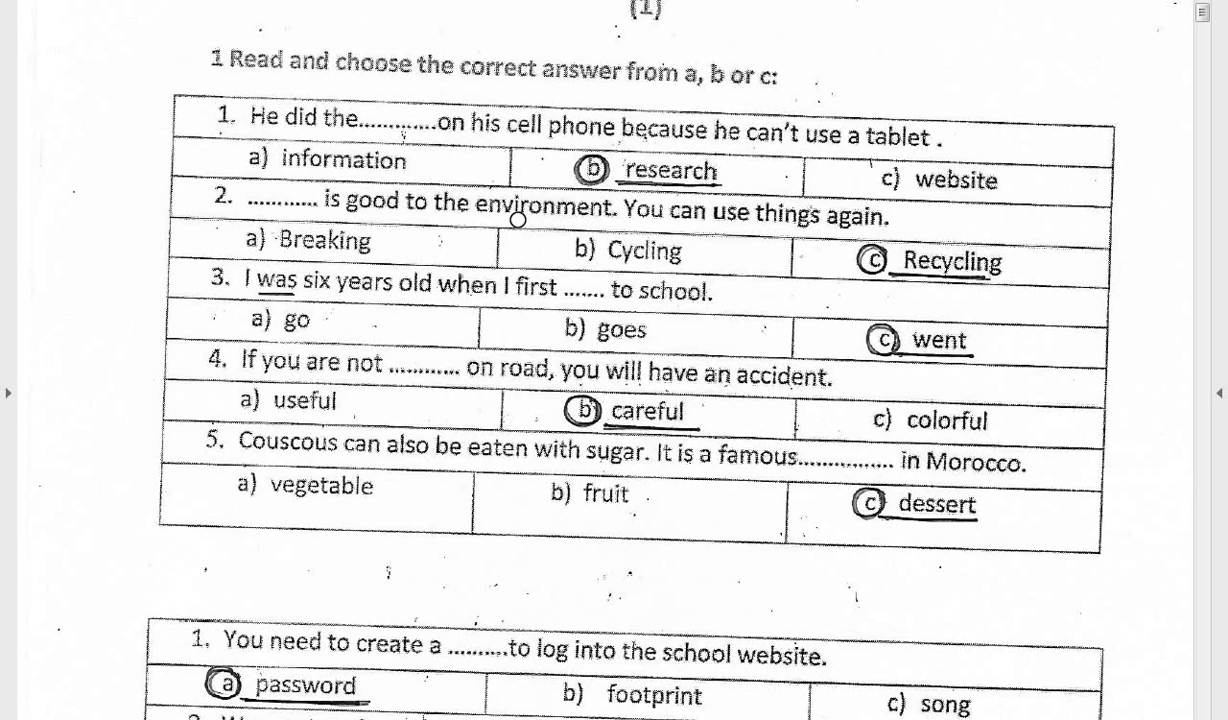 (1)
1 Read and choose the correct answer from a, b or c:
1. He did the.............on his cell phone because he can't use a tablet .
a) information b) research c) website
2. ............ is good to the environment. You can use things again.
a) Breaking b) Cycling c) Recycling
3. I was six years old when I first ....... to school.
a) go b) goes c) went
4. If you are not ............ on road, you will have an accident.
a) useful b) careful c) colorful
5. Couscous can also be eaten with sugar. It is a famous................ in Morocco.
a) vegetable b) fruit c) dessert
1. You need to create a ..........to log into the school website.
a) password b) footprint c) song